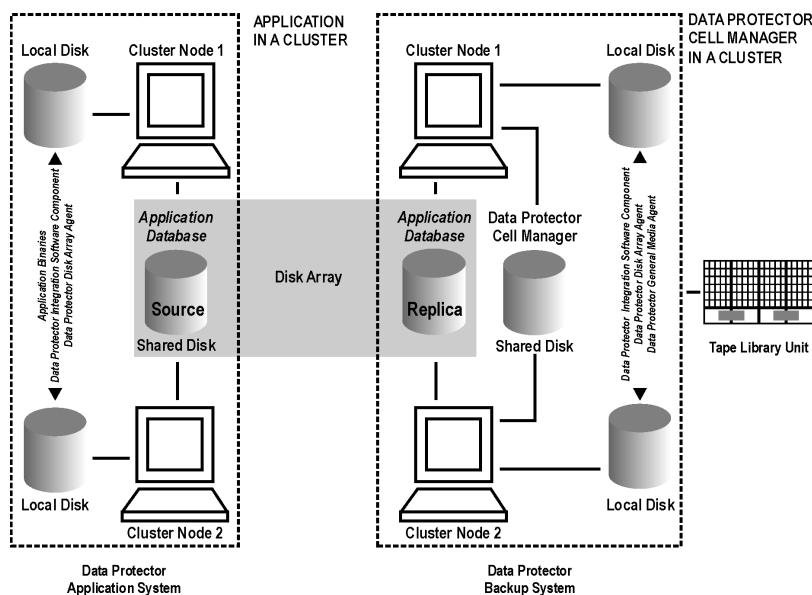 APPLICATION
IN A CLUSTER
DATA PROTECTOR
CELL MANAGER
IN A CLUSTER
Local Disk
Cluster Node 1
Cluster Node 1
Local Disk
Application Binaries
Data Protector Integration Software Component
Data Protector Disk Array Agent
Application
Database
Source
Shared Disk
Disk Array
Application
Database
Replica
Data Protector
Cell Manager
Shared Disk
Data Protector Integration Software Component
Data Protector Disk Array Agent
Data Protector General Media Agent
Tape Library Unit
Local Disk
Cluster Node 2
Cluster Node 2
Local Disk
Data Protector
Application System
Data Protector
Backup System